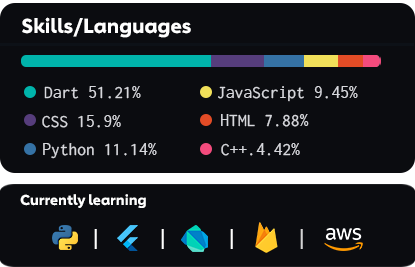 Skills/Languages
Dart 51.21%
JavaScript 9.45%
CSS 15.9%
HTML 7.88%
Python 11.14%
C++.4.42%
Currently learning
| | | |
aws